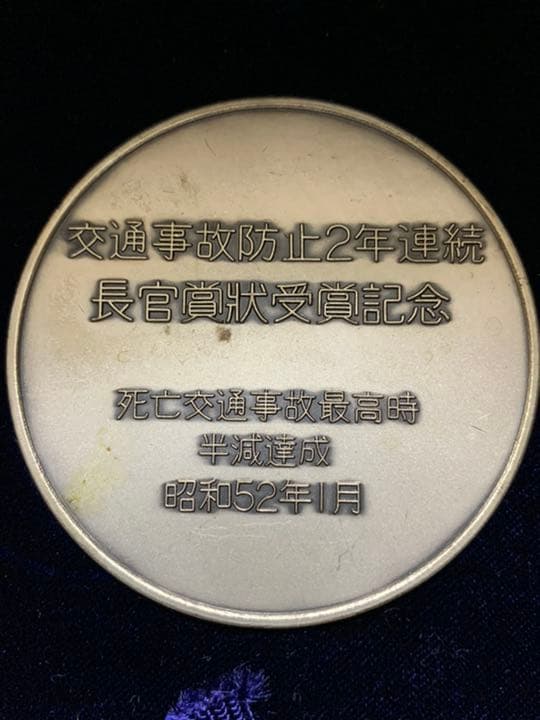 交通事故防止2年連続
長官賞状受賞記念
死亡交通事故最高時
半減達成
昭和52年1月